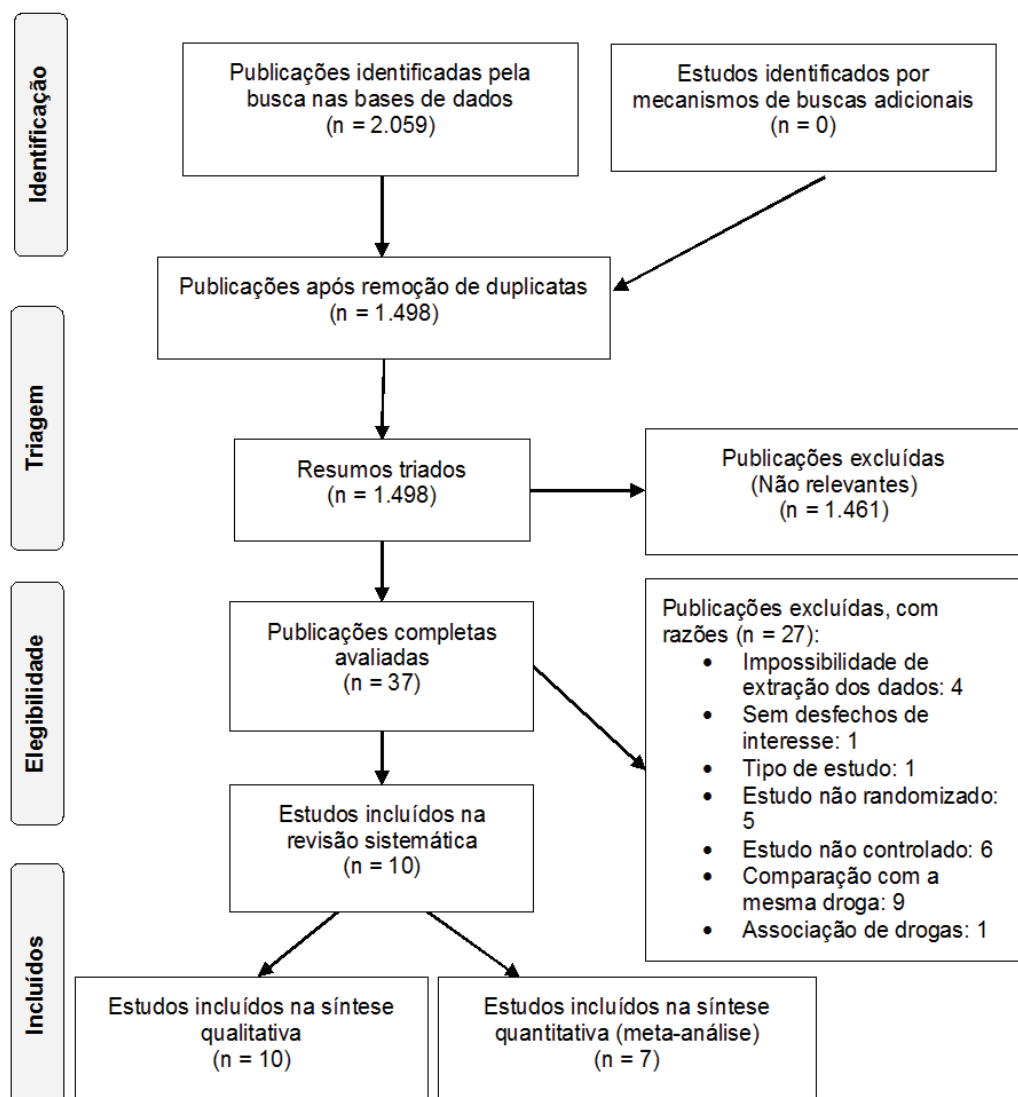 Identificação
Publicações identificadas pela
busca nas bases de dados
(n = 2.059)
Estudos identificados por
mecanismos de buscas adicionais
(n = 0)
Publicações após remoção de duplicatas
(n = 1.498)
Triagem
Resumos triados
(n = 1.498)
Publicações excluídas
(Não relevantes)
(n = 1.461)
Elegibilidade
Publicações completas
avaliadas
(n = 37)
Publicações excluídas, com
razões (n = 27):
• Impossibilidade de
extração dos dados: 4
• Sem desfechos de
interesse: 1
• Tipo de estudo: 1
• Estudo não randomizado:
5
• Estudo não controlado: 6
• Comparação com a
mesma droga: 9
• Associação de drogas: 1
Estudos incluídos na
revisão sistemática
(n = 10)
Incluídos
Estudos incluídos na síntese
qualitativa
(n = 10)
Estudos incluídos na síntese
quantitativa (meta-análise)
(n = 7)